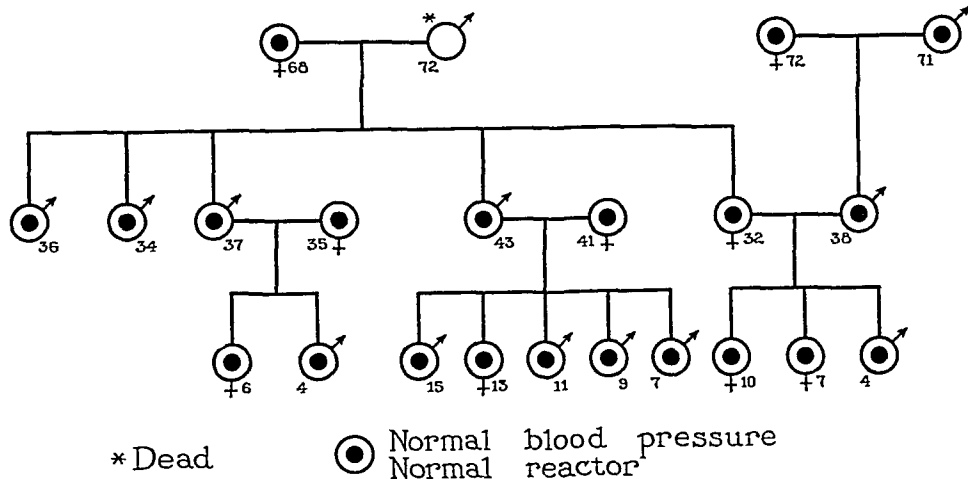 *
68 72 72 71
36 34 37 35 43 41 32 38
6 4 15 13 11 9 7 10 7 4
*Dead Normal blood pressure
Normal reactor